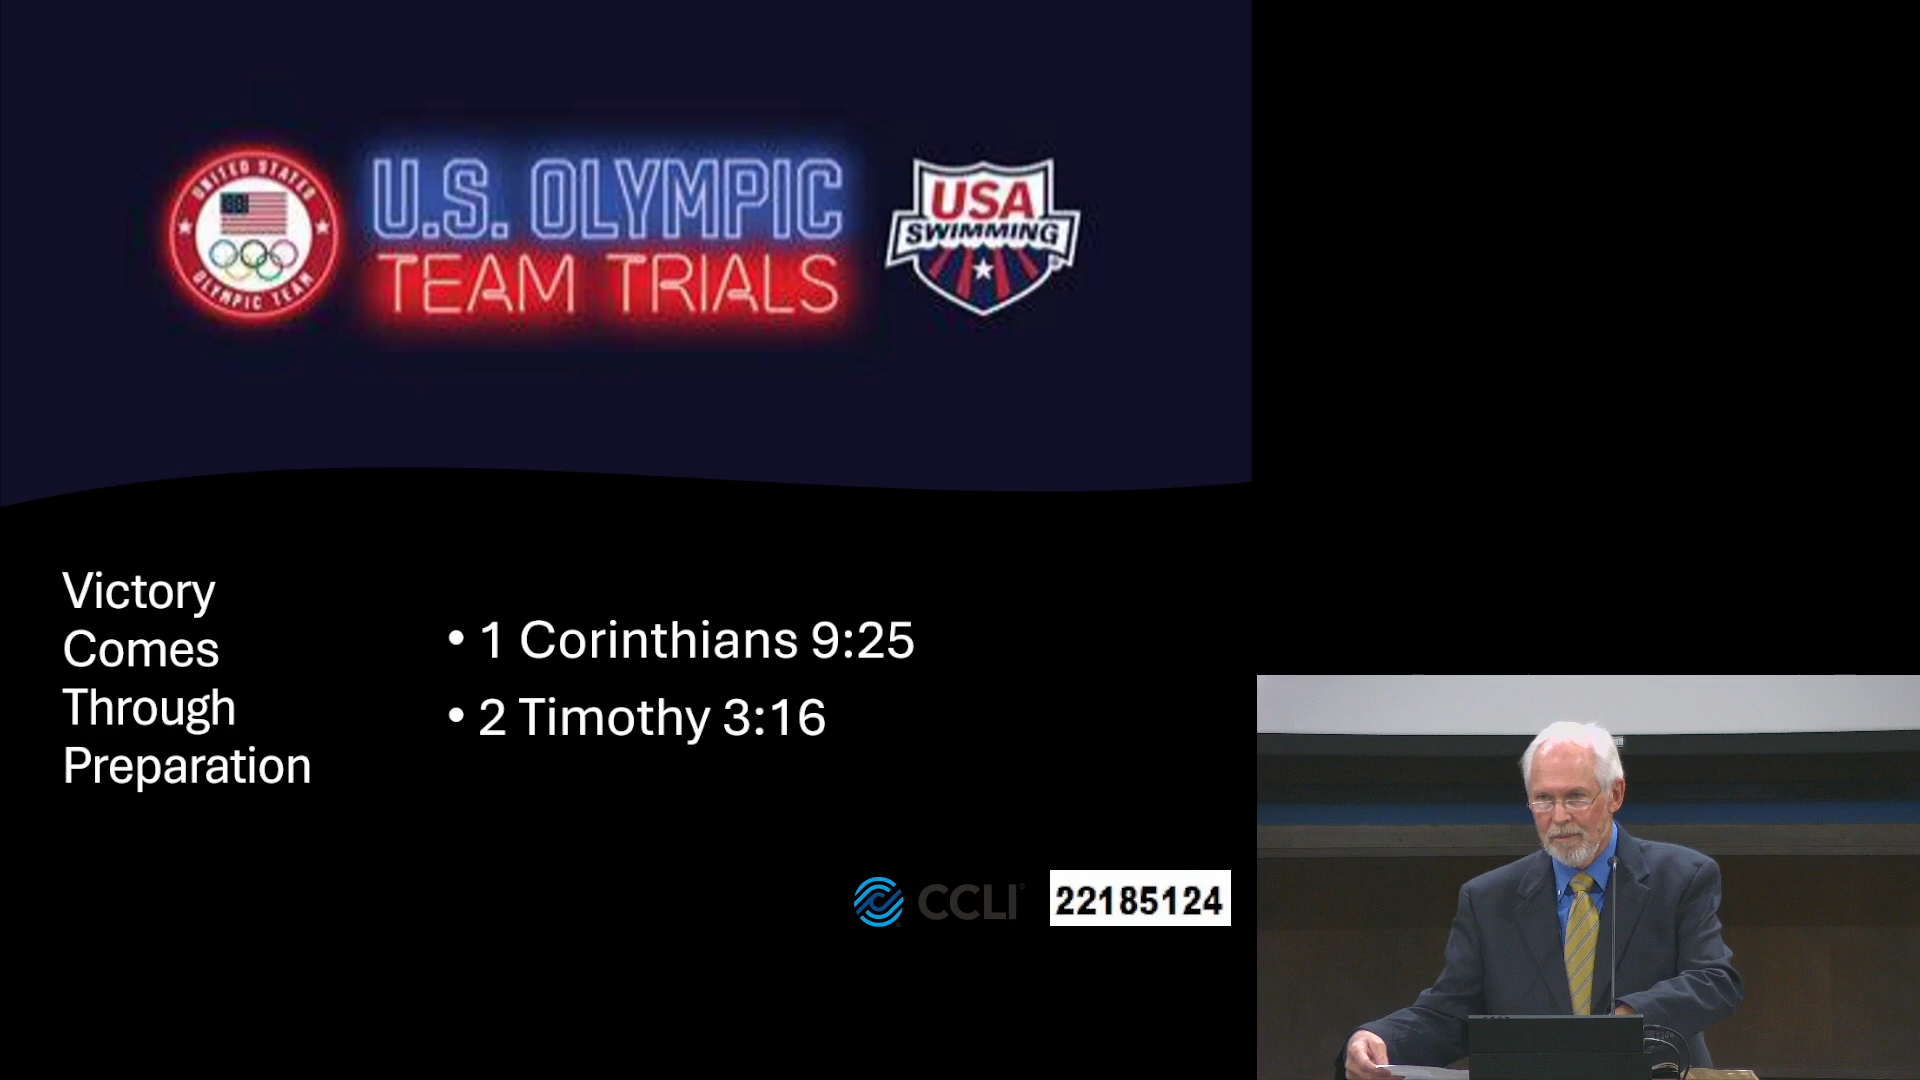 UNITED STATES
OLYMPIC TEAM
U.S. OLYMPIC
TEAM TRIALS
USA
SWIMMING
Victory
Comes
Through
Preparation
• 1 Corinthians 9:25
• 2 Timothy 3:16
CCLI
22185124